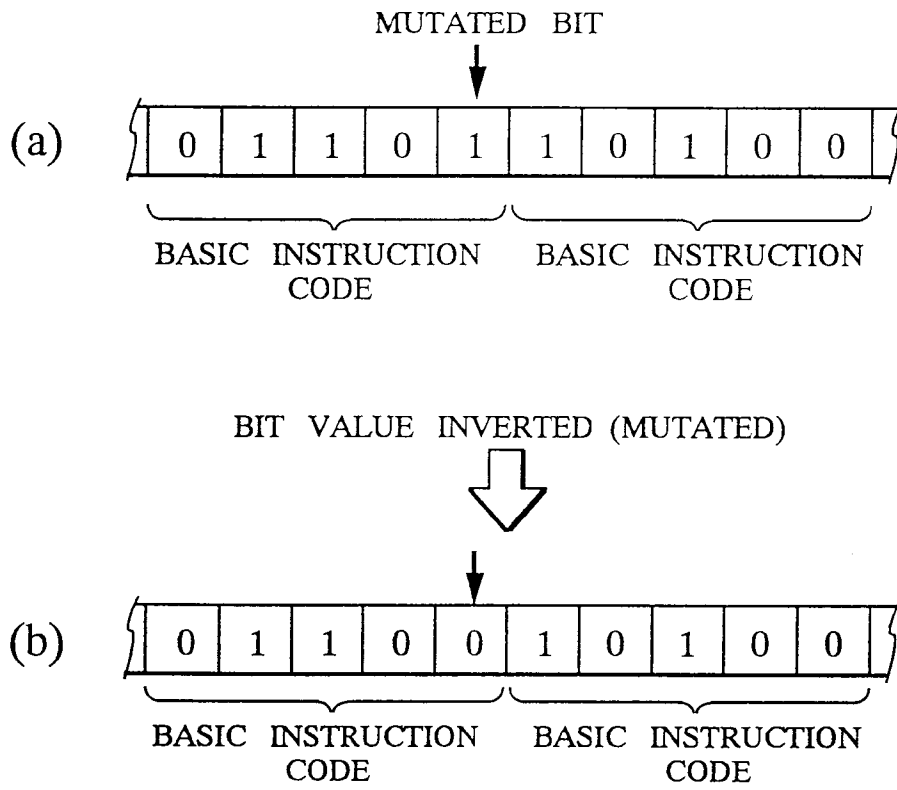 MUTATED BIT
(a) 0 1 1 0 1 1 0 1 0 0
BASIC INSTRUCTION CODE BASIC INSTRUCTION CODE
BIT VALUE INVERTED (MUTATED)
(b) 0 1 1 0 0 1 0 1 0 0
BASIC INSTRUCTION CODE BASIC INSTRUCTION CODE